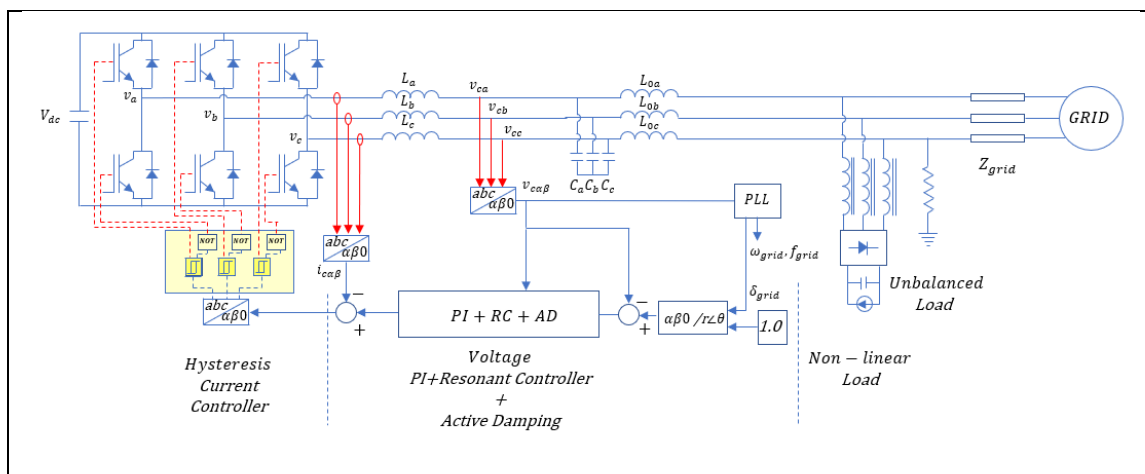 V_dc
v_a
v_b
v_c
L_a
L_b
L_c
v_ca
v_cb
v_cc
L_0a
L_0b
L_0c
C_a C_b C_c
Z_grid
GRID
NOT
NOT
NOT
abc
αβ0
i_cαβ
abc
αβ0
v_cαβ
abc
αβ0
PLL
ω_grid, f_grid
δ_grid
−
+
PI + RC + AD
−
+
αβ0 /r∠θ
1.0
Unbalanced
Load
Hysteresis
Current
Controller
Voltage
PI+Resonant Controller
+
Active Damping
Non − linear
Load